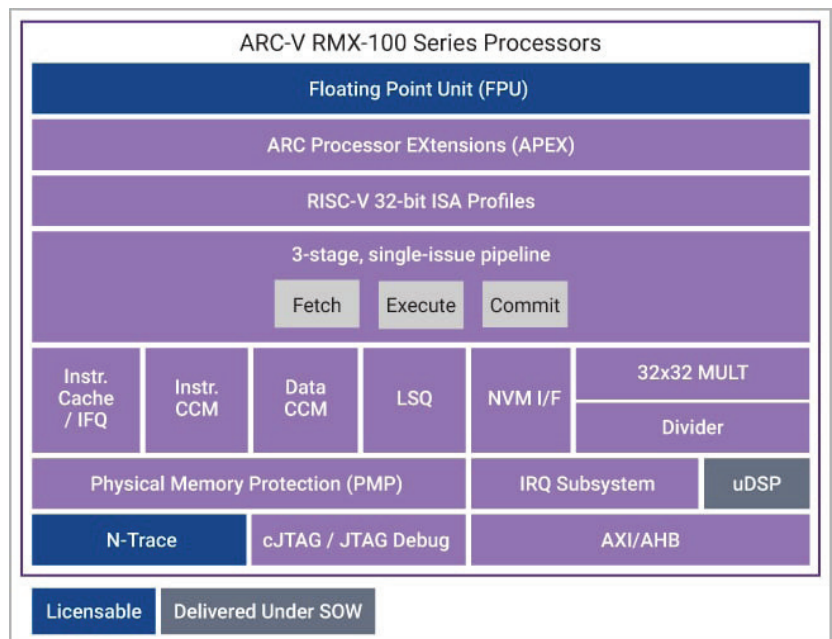 ARC-V RMX-100 Series Processors
Floating Point Unit (FPU)
ARC Processor EXtensions (APEX)
RISC-V 32-bit ISA Profiles
3-stage, single-issue pipeline
Fetch
Execute
Commit
Instr.
Cache
/ IFQ
Instr.
CCM
Data
CCM
LSQ
NVM I/F
32x32 MULT
Divider
Physical Memory Protection (PMP)
IRQ Subsystem
uDSP
N-Trace
cJTAG / JTAG Debug
AXI/AHB
Licensable
Delivered Under SOW